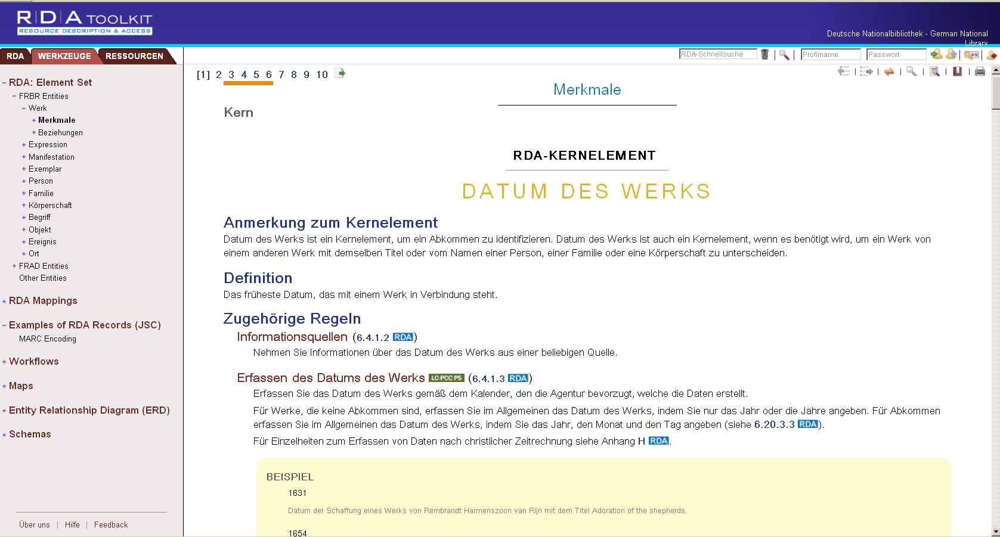 R|D|A TOOLKIT
RESOURCE DESCRIPTION & ACCESS
Deutsche Nationalbibliothek - German National
Library
RDA
WERKZEUGE
RESSOURCEN
RDA-Schnellsuche
Profilname
Passwort
RDA: Element Set
FRBR Entities
Werk
Merkmale
Beziehungen
Expression
Manifestation
Exemplar
Person
Familie
Körperschaft
Begriff
Objekt
Ereignis
Ort
FRAD Entities
Other Entities
RDA Mappings
Examples of RDA Records (JSC)
MARC Encoding
Workflows
Maps
Entity Relationship Diagram (ERD)
Schemas
Über uns | Hilfe | Feedback
[1] 2 3 4 5 6 7 8 9 10
Merkmale
Kern
RDA-KERNELEMENT
DATUM DES WERKS
Anmerkung zum Kernelement
Datum des Werks ist ein Kernelement, um ein Abkommen zu identifizieren. Datum des Werks ist auch ein Kernelement, wenn es benötigt wird, um ein Werk von
einem anderen Werk mit demselben Titel oder vom Namen einer Person, einer Familie oder eine Körperschaft zu unterscheiden.
Definition
Das früheste Datum, das mit einem Werk in Verbindung steht.
Zugehörige Regeln
Informationsquellen (6.4.1.2 RDA)
Nehmen Sie Informationen über das Datum des Werks aus einer beliebigen Quelle.
Erfassen des Datums des Werks LC-PCC PS (6.4.1.3 RDA)
Erfassen Sie das Datum des Werks gemäß dem Kalender, den die Agentur bevorzugt, welche die Daten erstellt.
Für Werke, die keine Abkommen sind, erfassen Sie im Allgemeinen das Datum des Werks, indem Sie nur das Jahr oder die Jahre angeben. Für Abkommen
erfassen Sie im Allgemeinen das Datum des Werks, indem Sie das Jahr, den Monat und den Tag angeben (siehe 6.20.3.3 RDA).
Für Einzelheiten zum Erfassen von Daten nach christlicher Zeitrechnung siehe Anhang H RDA.
BEISPIEL
1631
Datum der Schaffung eines Werks von Rembrandt Harmenszoon van Rijn mit dem Titel Adoration of the shepherds.
1654